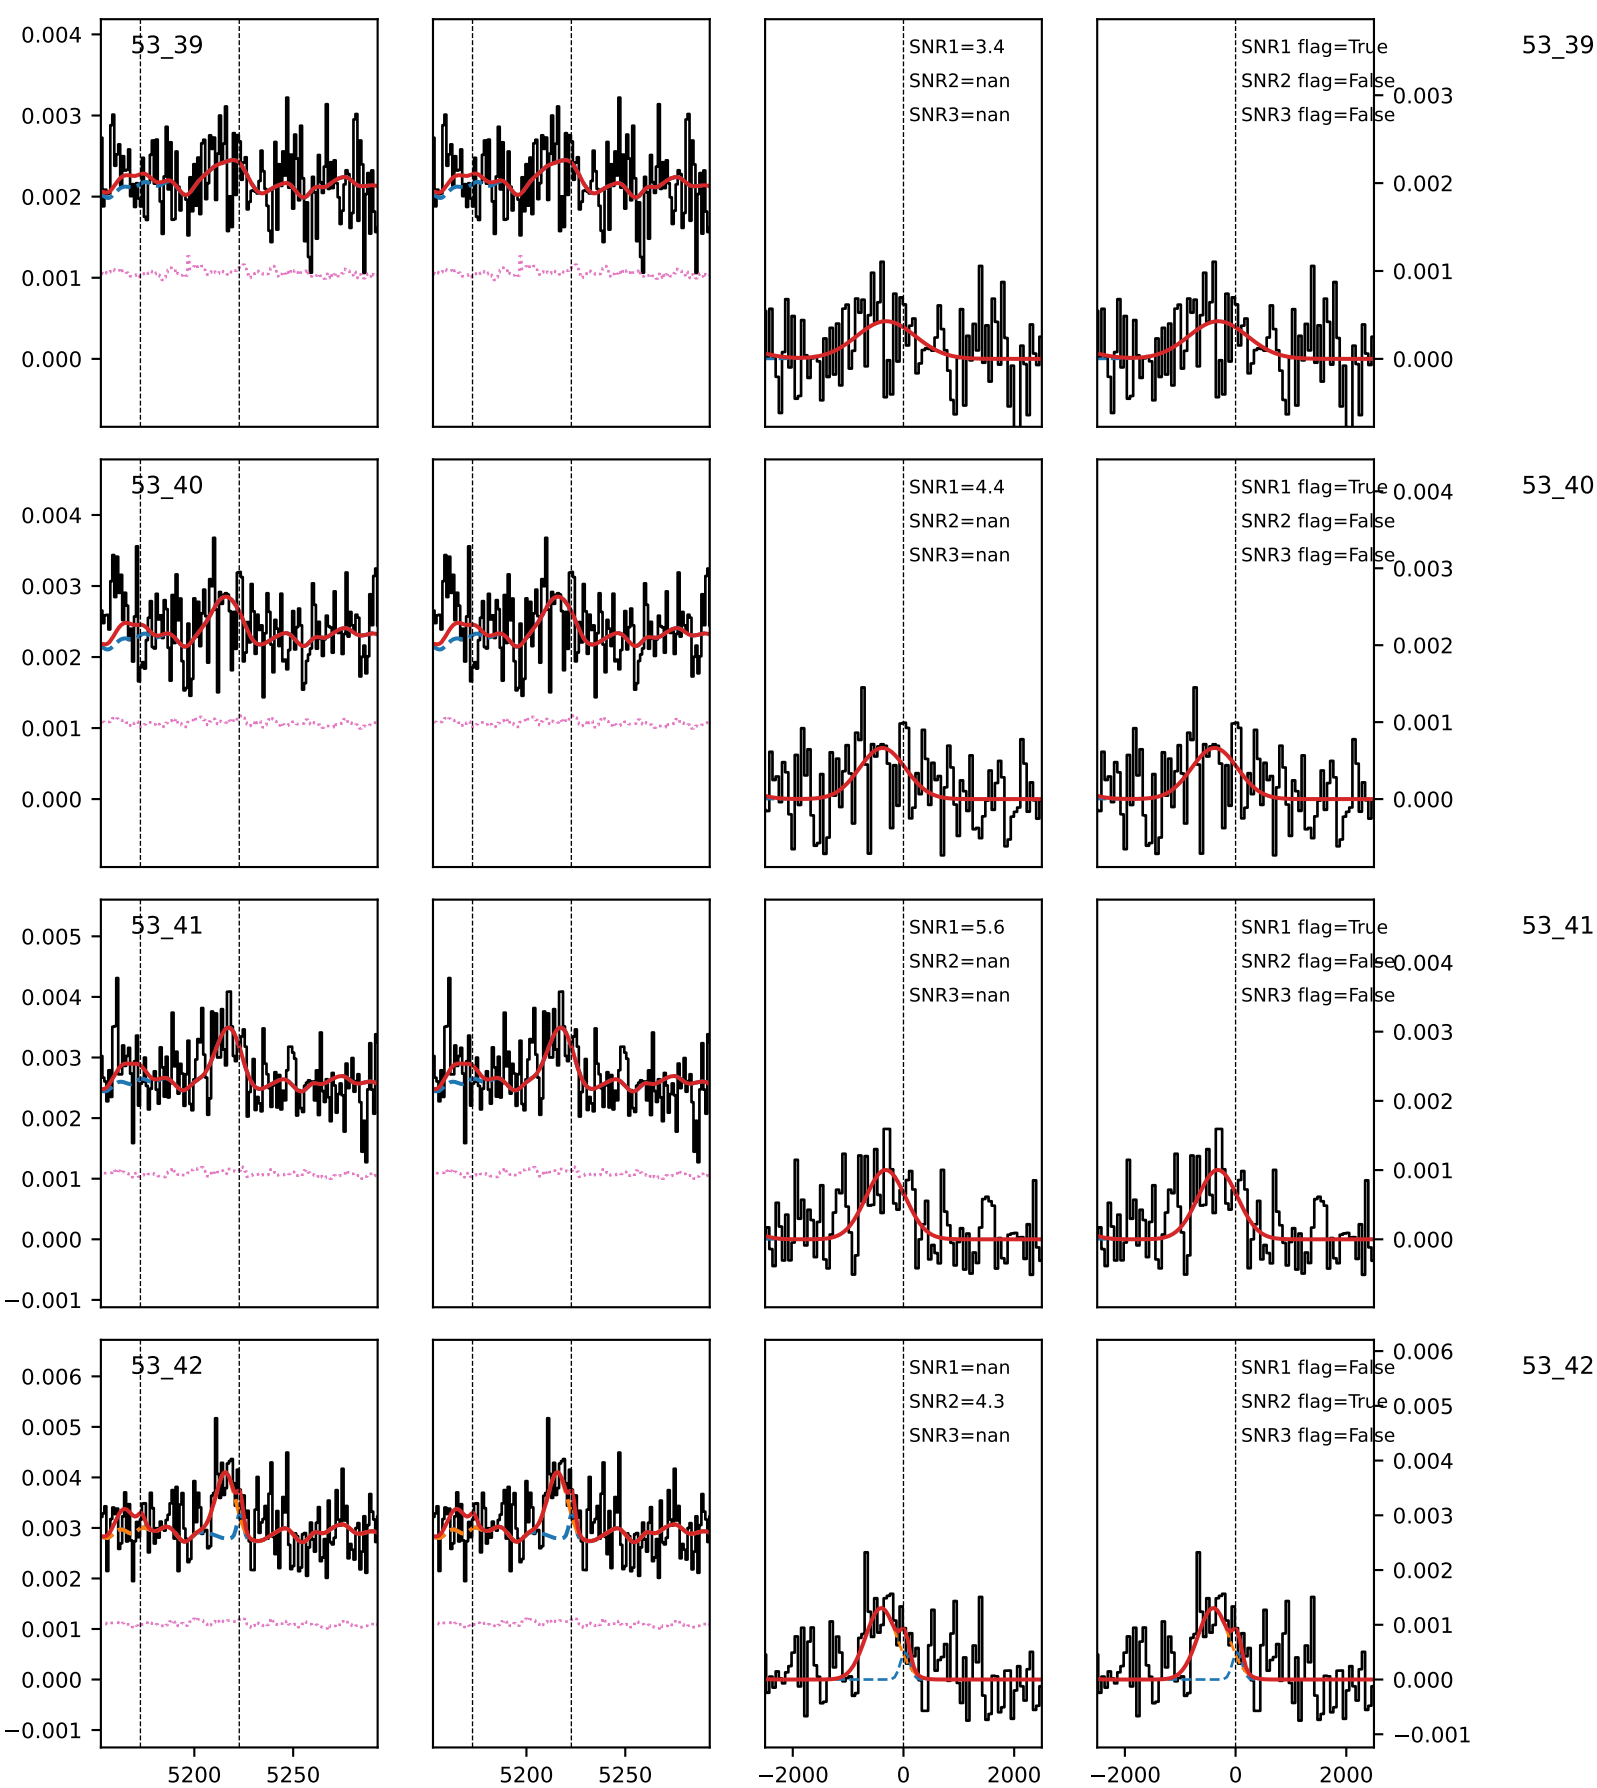 0.004
53_39
SNR1=3.4
SNR1 flag=True
53_39
SNR2=nan
SNR2 flag=False
0.003
0.003
SNR3=nan
SNR3 flag=False
0.002
0.002
0.001
0.001
0.000
0.000
53_40
SNR1=4.4
SNR1 flag=True
0.004
53_40
0.004
SNR2=nan
SNR2 flag=False
SNR3=nan
SNR3 flag=False
0.003
0.003
0.002
0.002
0.001
0.001
0.000
0.000
0.005
53_41
SNR1=5.6
SNR1 flag=True
53_41
SNR2=nan
SNR2 flag=False
0.004
0.004
SNR3=nan
SNR3 flag=False
0.003
0.003
0.002
0.002
0.001
0.001
0.000
0.000
−0.001
0.006
53_42
SNR1=nan
SNR1 flag=False
0.006
53_42
0.005
SNR2=4.3
SNR2 flag=True
0.005
SNR3=nan
SNR3 flag=False
0.004
0.004
0.003
0.003
0.002
0.002
0.001
0.001
0.000
0.000
−0.001
−0.001
5200 5250
5200 5250
−2000 0 2000
−2000 0 2000